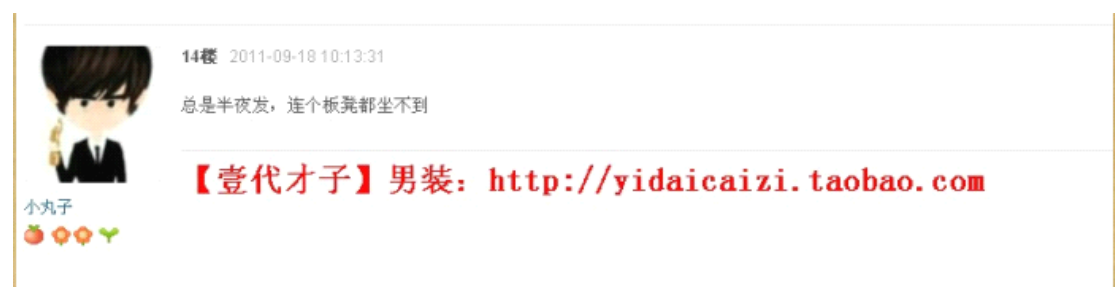 14楼 2011-09-18 10:13:31
总是半夜发，连个板凳都坐不到
【壹代才子】男装：http://yidaicaizi.taobao.com
小丸子